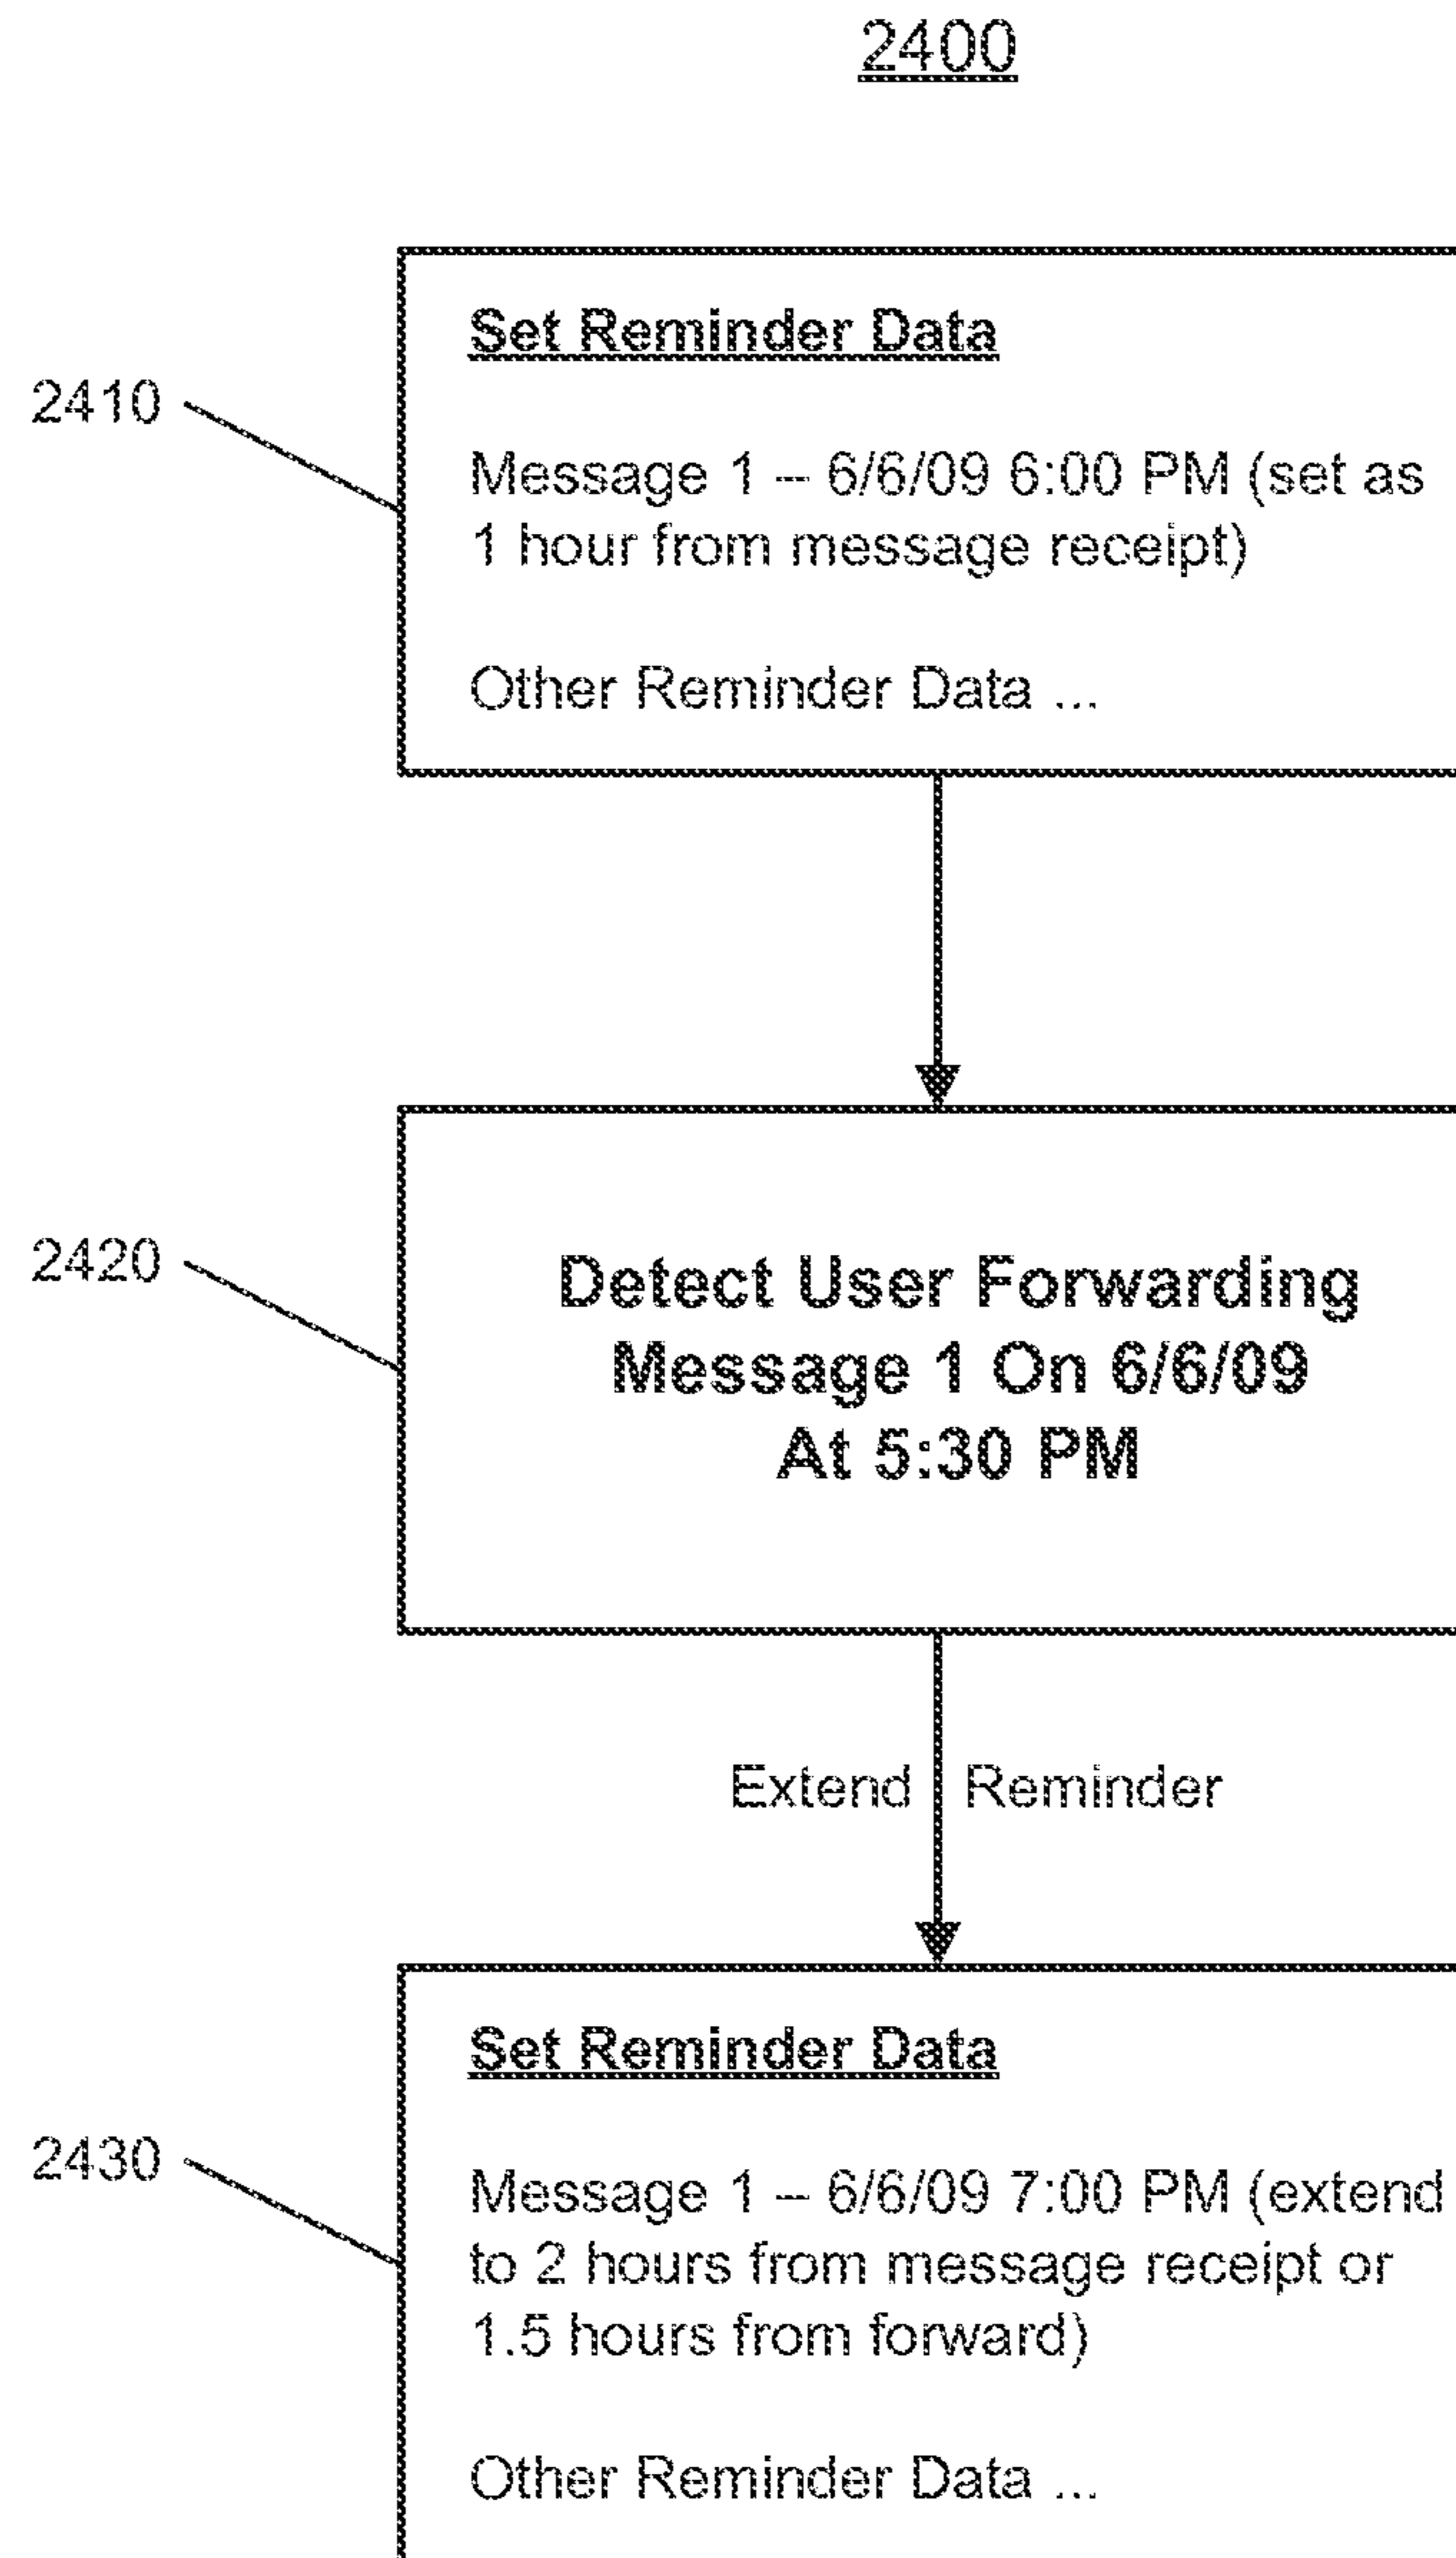 2400
Set Reminder Data
2410
Message 1 – 6/6/09 6:00 PM (set as
1 hour from message receipt)
Other Reminder Data ...
2420
Detect User Forwarding
Message 1 On 6/6/09
At 5:30 PM
Extend Reminder
Set Reminder Data
2430
Message 1 – 6/6/09 7:00 PM (extend
to 2 hours from message receipt or
1.5 hours from forward)
Other Reminder Data ...